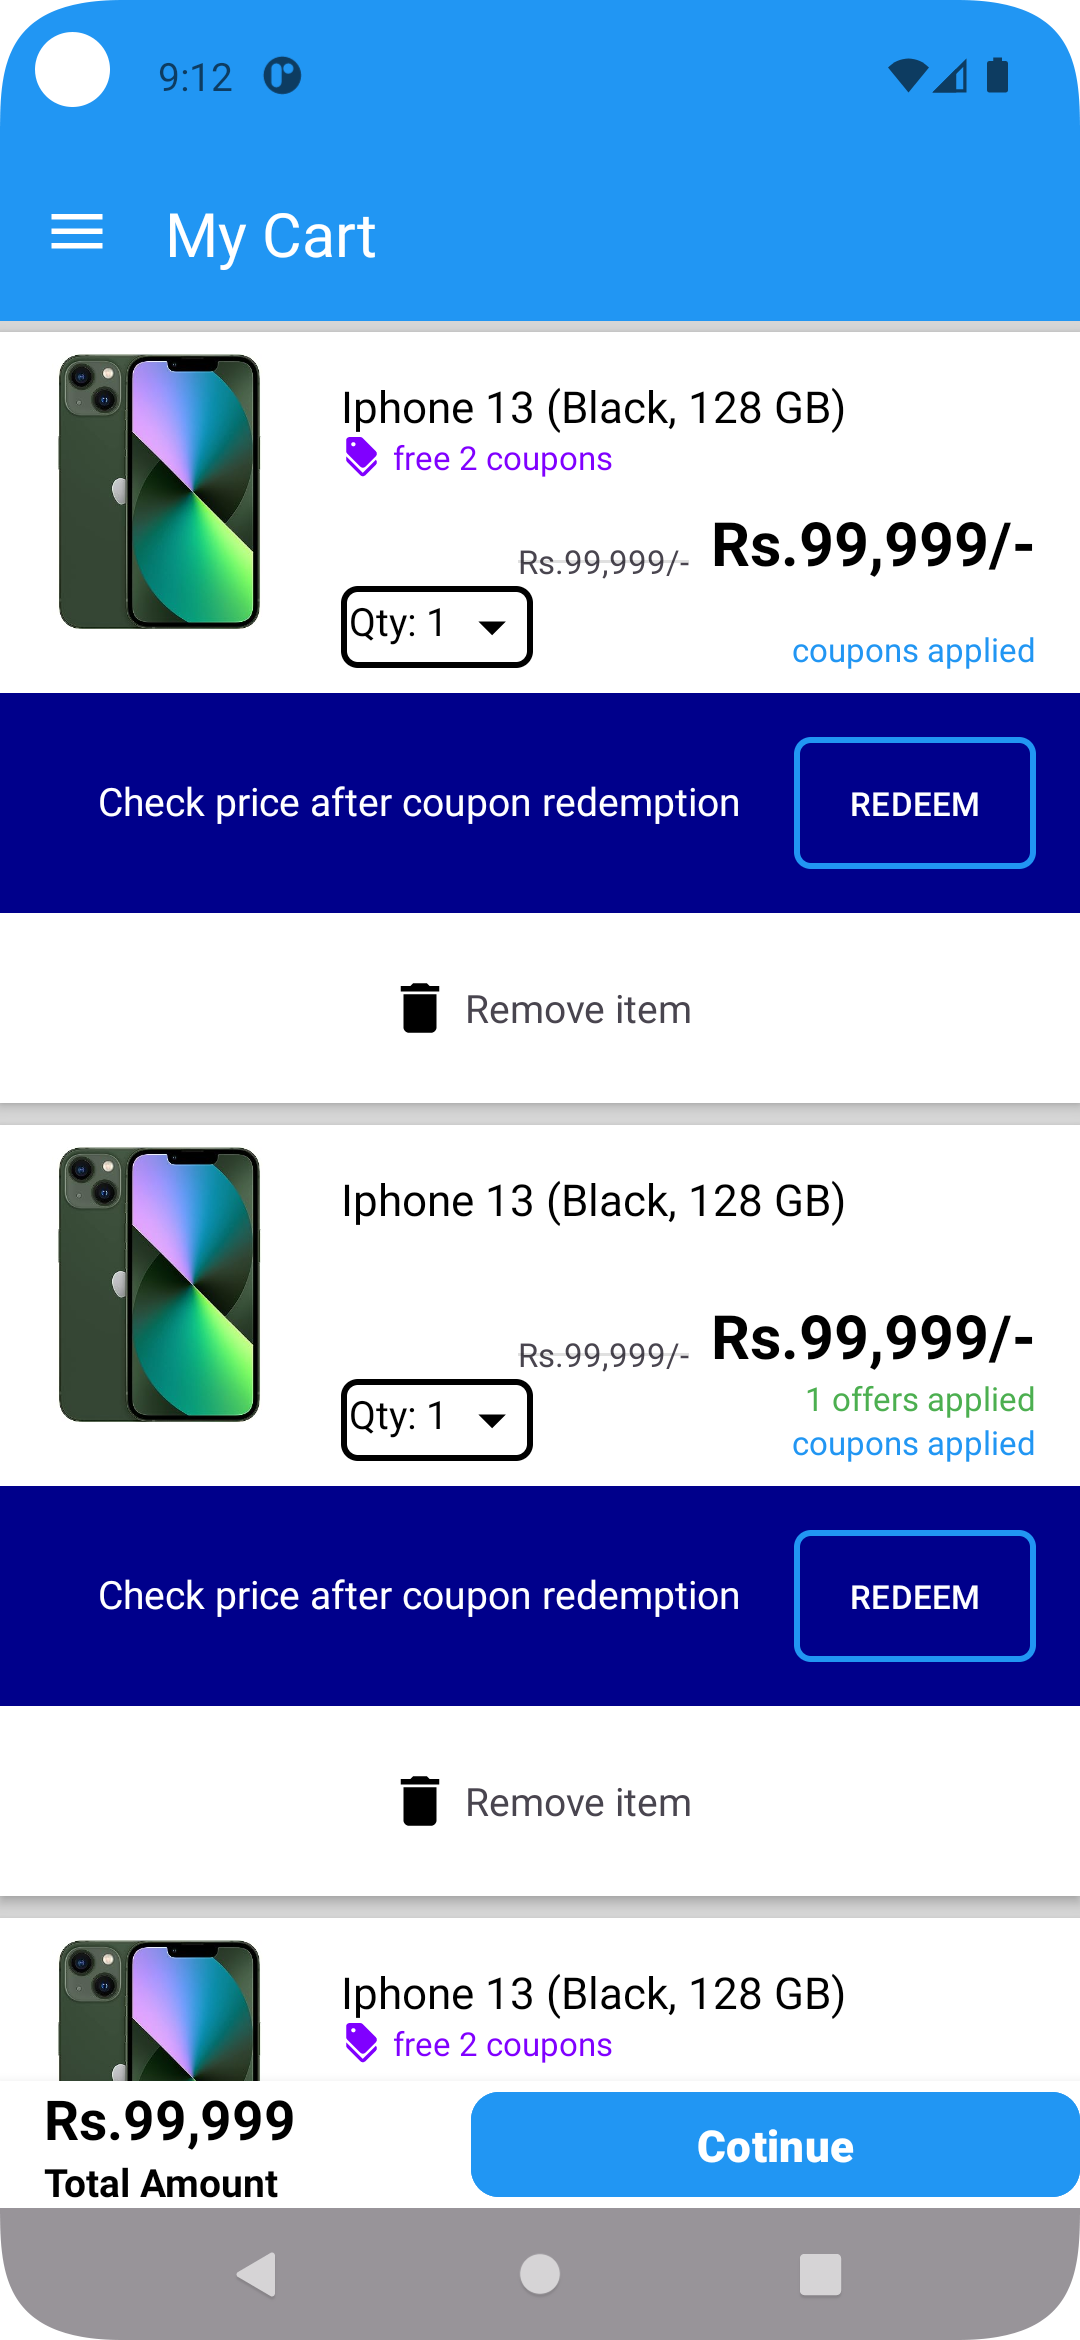 9:12
My Cart
Iphone 13 (Black, 128 GB)
free 2 coupons
Rs.99,999/- Rs.99,999/-
Qty: 1
coupons applied
Check price after coupon redemption REDEEM
Remove item
Iphone 13 (Black, 128 GB)
Rs.99,999/- Rs.99,999/-
1 offers applied
Qty: 1
coupons applied
Check price after coupon redemption REDEEM
Remove item
Iphone 13 (Black, 128 GB)
free 2 coupons
Rs.99,999
Total Amount
Cotinue